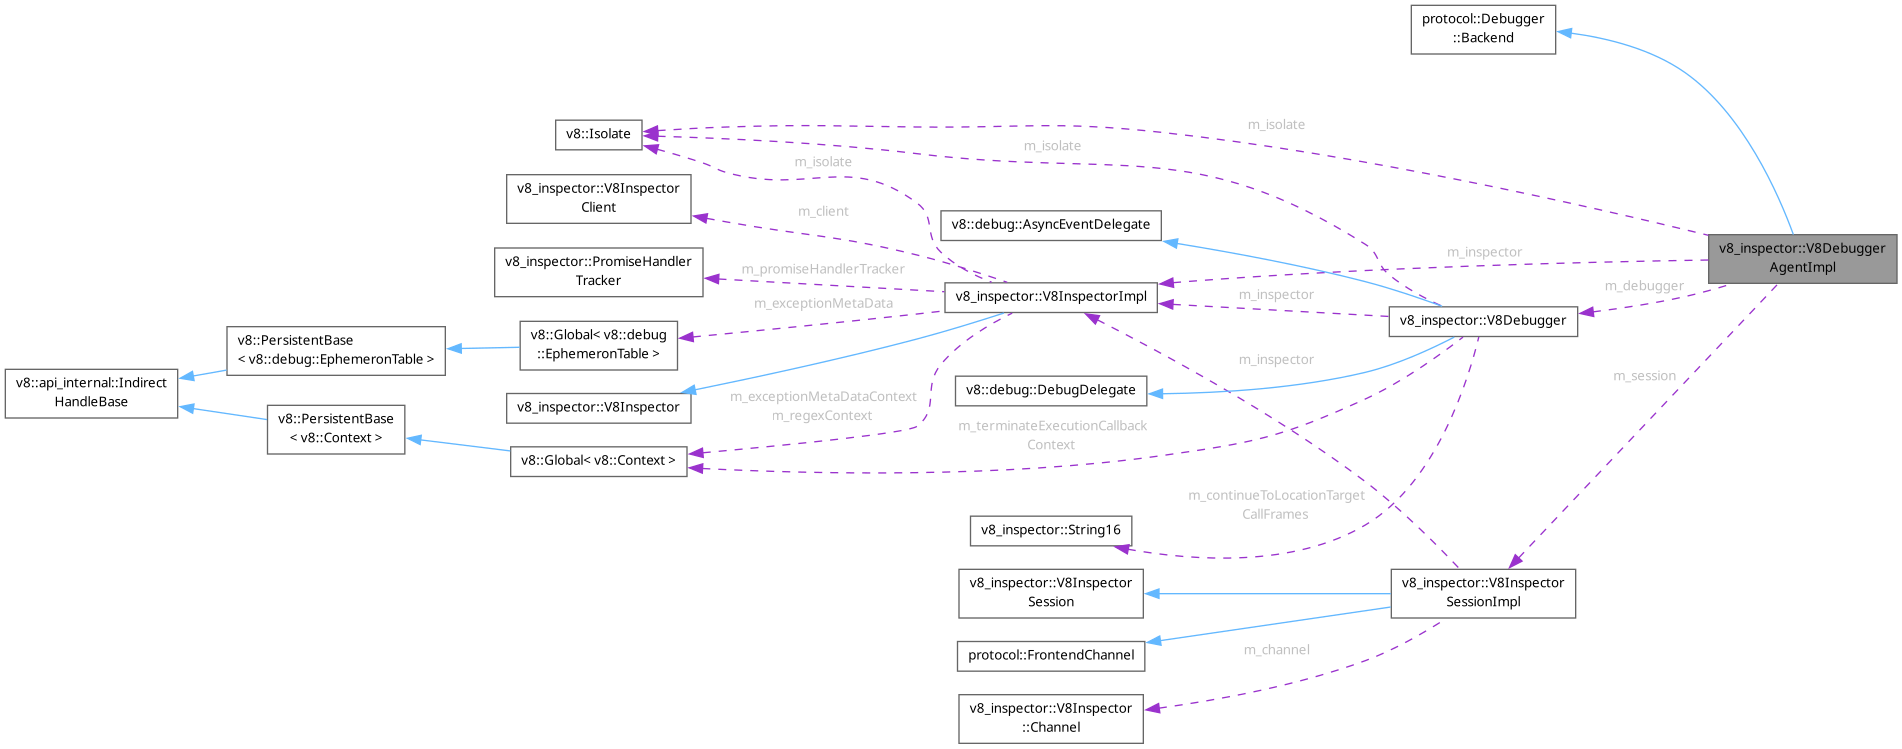 protocol::Debugger
::Backend
m_isolate
v8::Isolate
m_isolate
m_isolate
v8_inspector::V8Inspector
Client
m_client
v8::debug::AsyncEventDelegate
v8_inspector::V8Debugger
AgentImpl
v8_inspector::PromiseHandler
Tracker
m_promiseHandlerTracker
m_inspector
m_debugger
v8_inspector::V8InspectorImpl
m_inspector
m_exceptionMetaData
v8_inspector::V8Debugger
v8::PersistentBase
< v8::debug::EphemeronTable >
v8::Global< v8::debug
::EphemeronTable >
m_inspector
m_session
v8::api_internal::Indirect
HandleBase
v8::debug::DebugDelegate
v8_inspector::V8Inspector
m_exceptionMetaDataContext
m_regexContext
v8::PersistentBase
< v8::Context >
m_terminateExecutionCallback
Context
v8::Global< v8::Context >
m_continueToLocationTarget
CallFrames
v8_inspector::String16
v8_inspector::V8Inspector
Session
v8_inspector::V8Inspector
SessionImpl
protocol::FrontendChannel
m_channel
v8_inspector::V8Inspector
::Channel